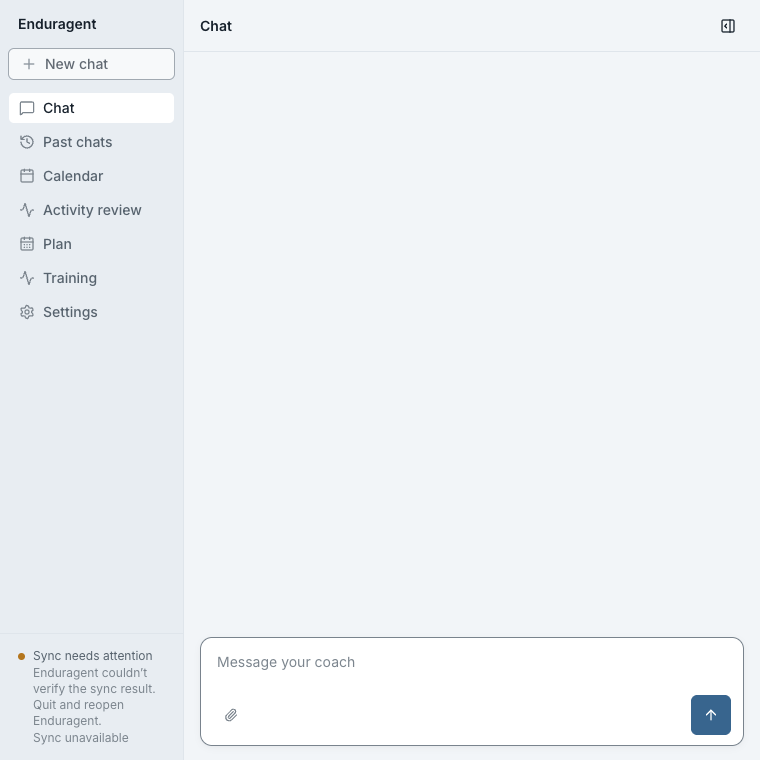 Enduragent
New chat
Chat
Past chats
Calendar
Activity review
Plan
Training
Settings
Sync needs attention
Enduragent couldn’t
verify the sync result.
Quit and reopen
Enduragent.
Sync unavailable
Chat
Message your coach